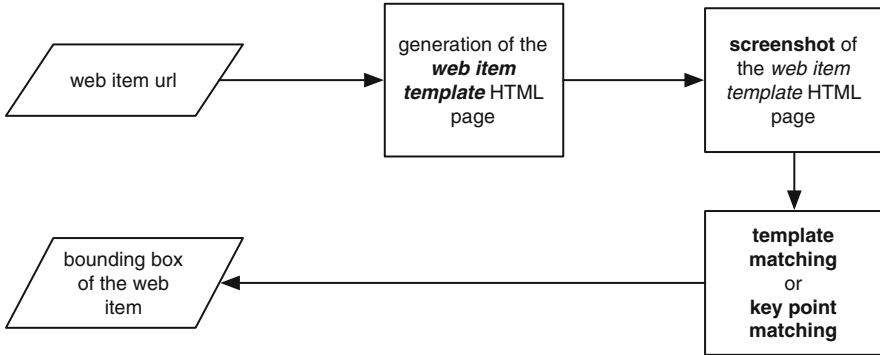 web item url
generation of the
web item
template HTML
page
screenshot of
the web item
template HTML
page
template
matching
or
key point
matching
bounding box
of the web
item